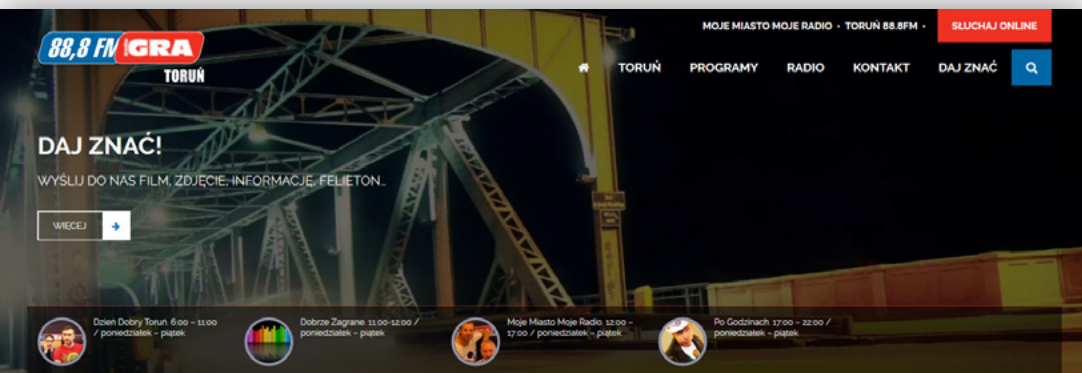 MOJE MIASTO MOJE RADIO • TORUŃ 88.8FM •
SŁUCHAJ ONLINE
88,8 FM GRA
TORUŃ
TORUŃ PROGRAMY RADIO KONTAKT DAJ ZNAĆ
DAJ ZNAĆ!
WYŚLIJ DO NAS FILM, ZDJĘCIE, INFORMACJĘ, FELIETON...
WIĘCEJ
Dzień Dobry Toruń. 6:00 – 11:00
/ poniedziałek – piątek
Dobrze Zagrane. 11:00-12:00 /
poniedziałek – piątek
Moje Miasto Moje Radio. 12:00 –
17:00 / poniedziałek – piątek
Po Godzinach. 17:00 – 22:00 /
poniedziałek – piątek